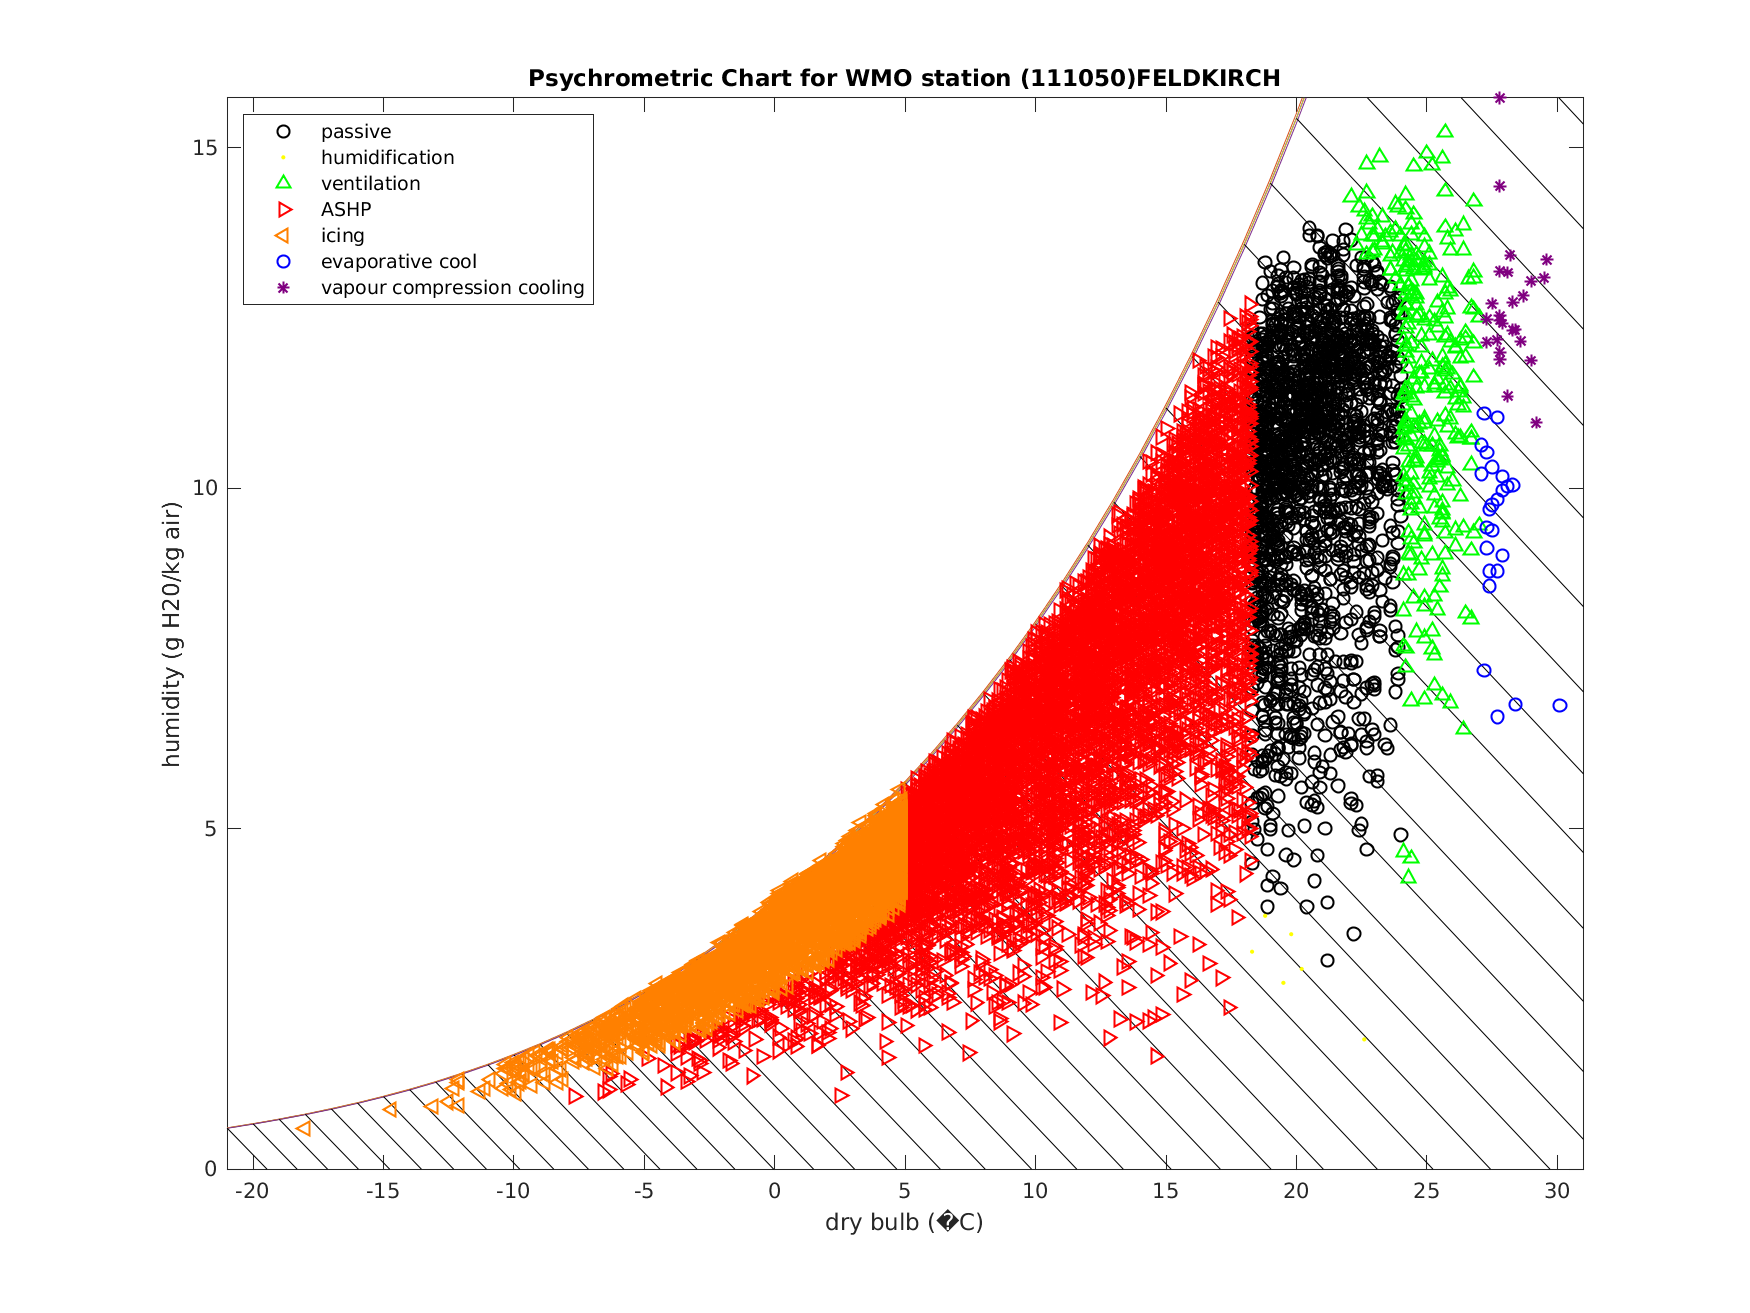 Psychrometric Chart for WMO station (111050)FELDKIRCH
passive
humidification
ventilation
ASHP
icing
evaporative cool
vapour compression cooling
humidity (g H20/kg air)
15
10
5
0
-20 -15 -10 -5 0 5 10 15 20 25 30
dry bulb (�C)